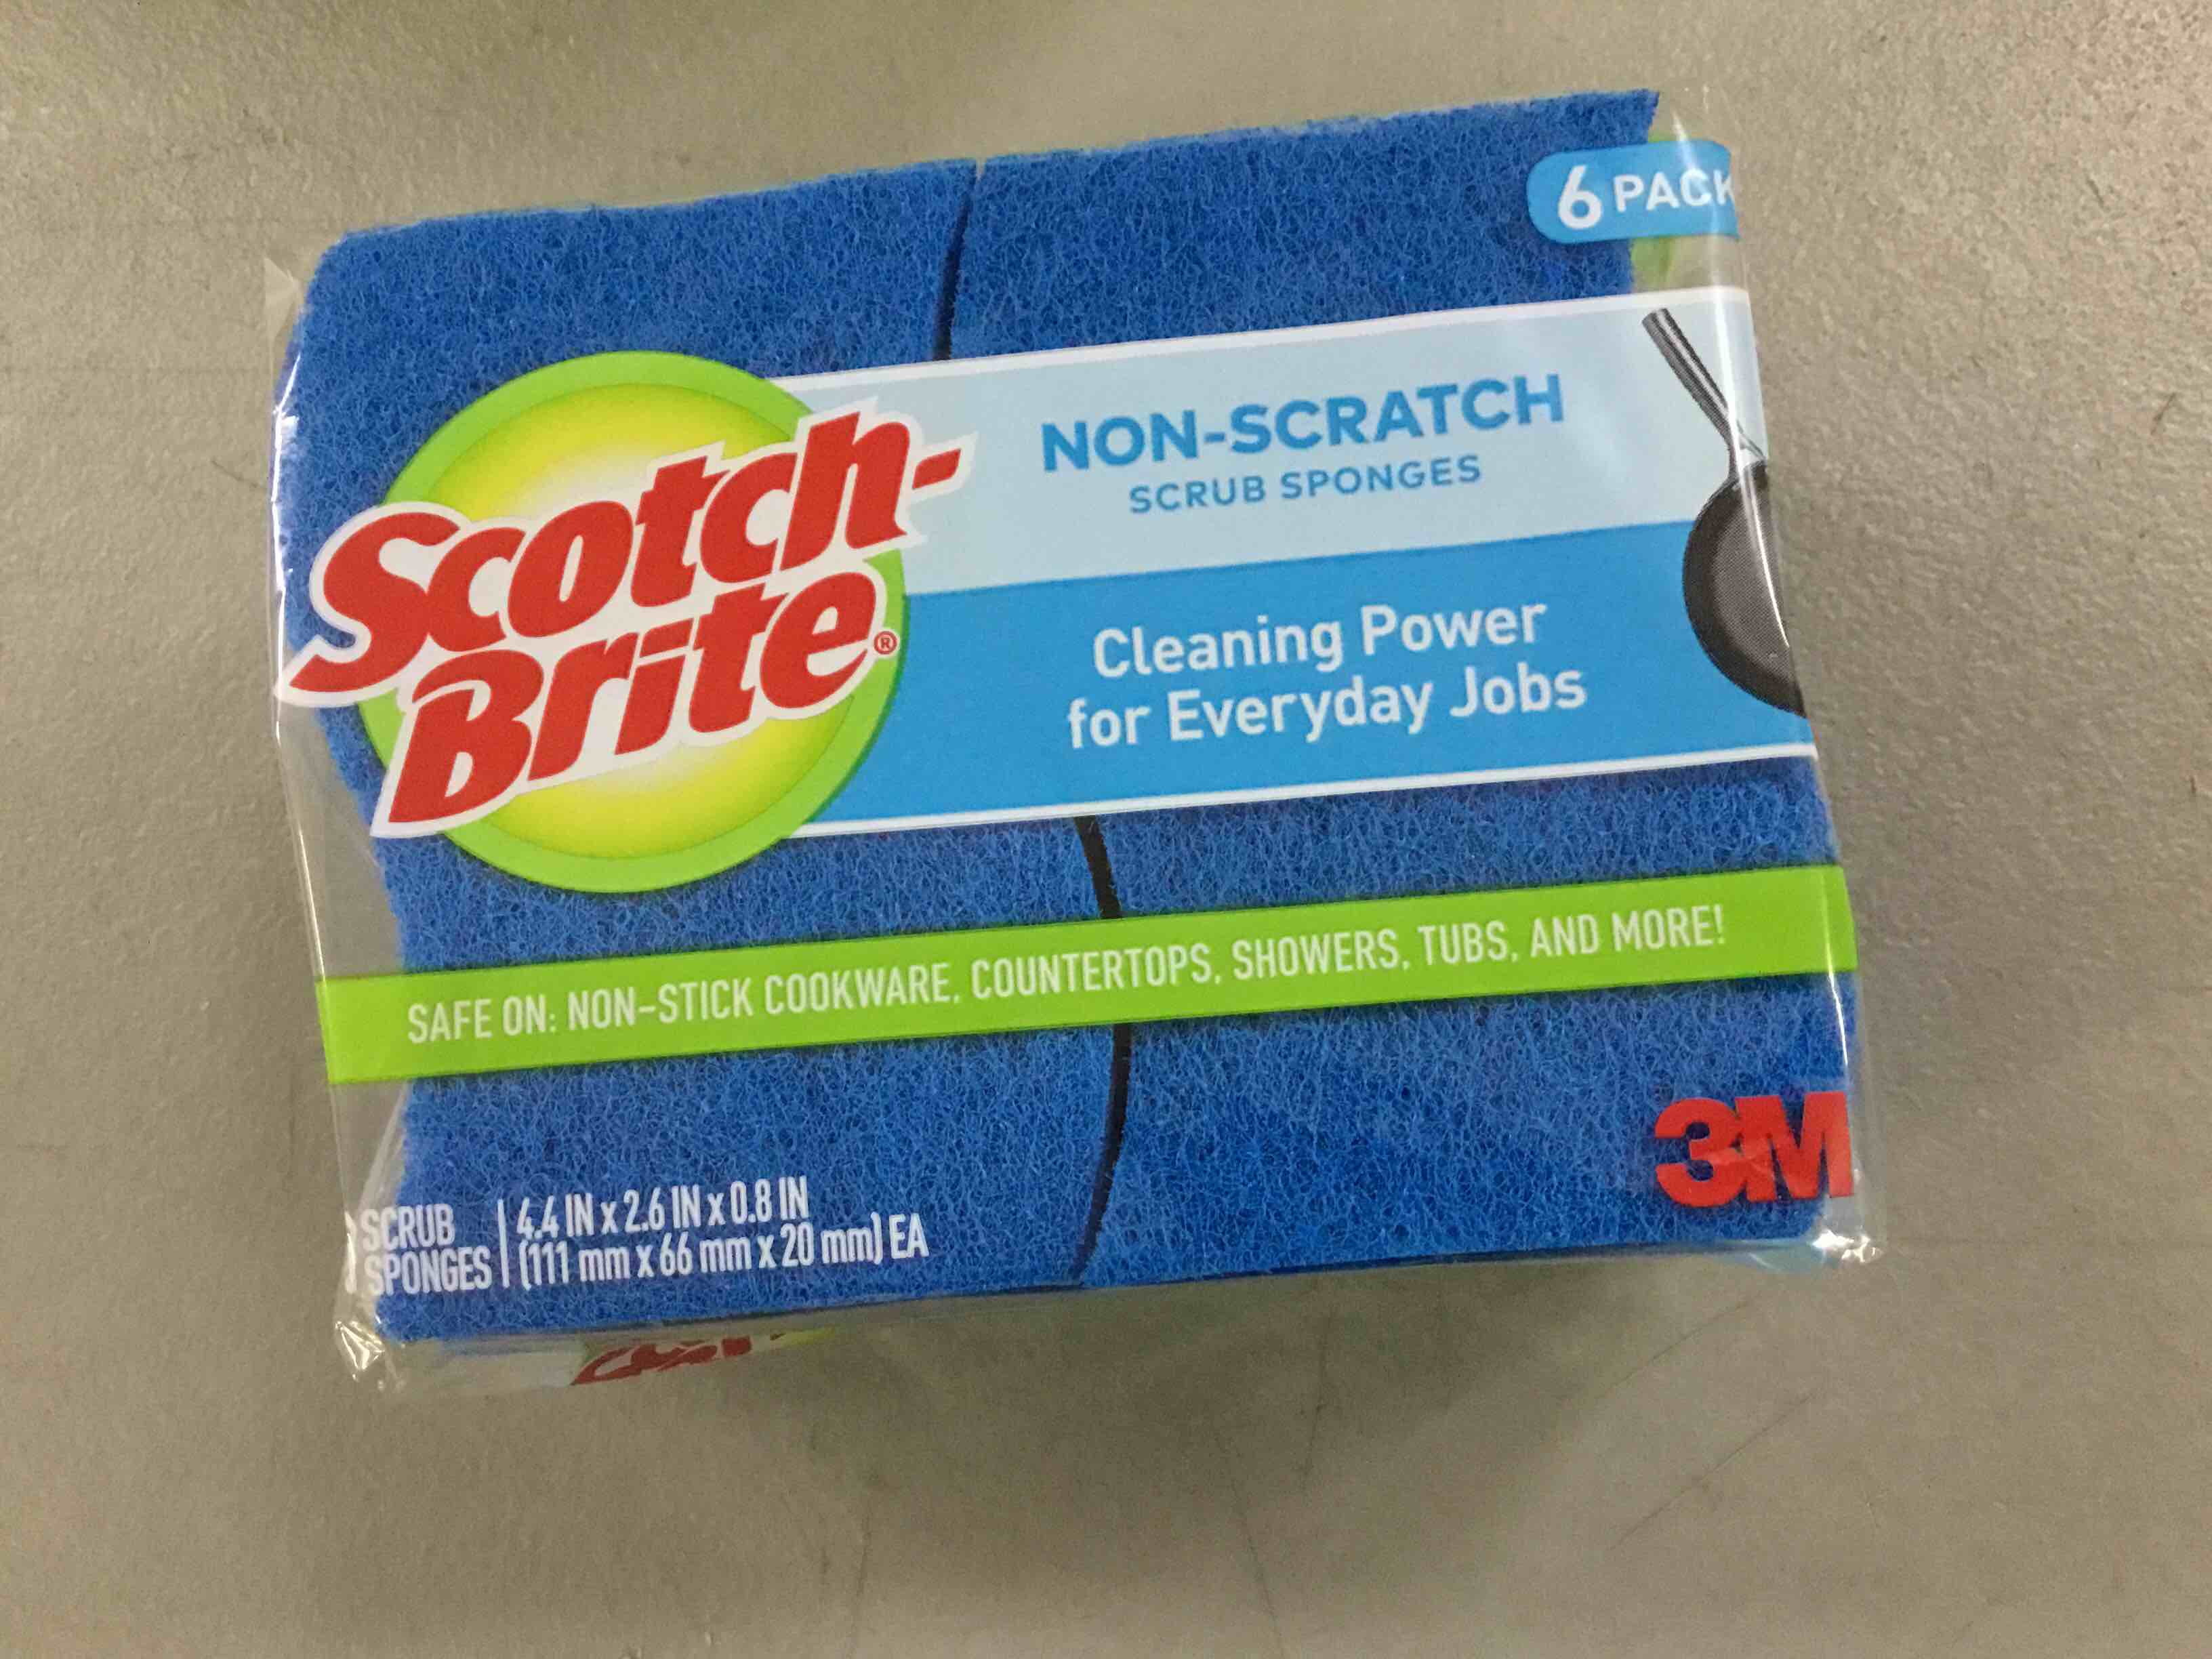 6 PACK
NON-SCRATCH
SCRUB SPONGES
Scotch-
Brite®
Cleaning Power
for Everyday Jobs
SAFE ON: NON-STICK COOKWARE, COUNTERTOPS, SHOWERS, TUBS, AND MORE!
3M
SCRUB
SPONGES
4.4 IN x 2.6 IN x 0.8 IN
(111 mm x 66 mm x 20 mm) EA